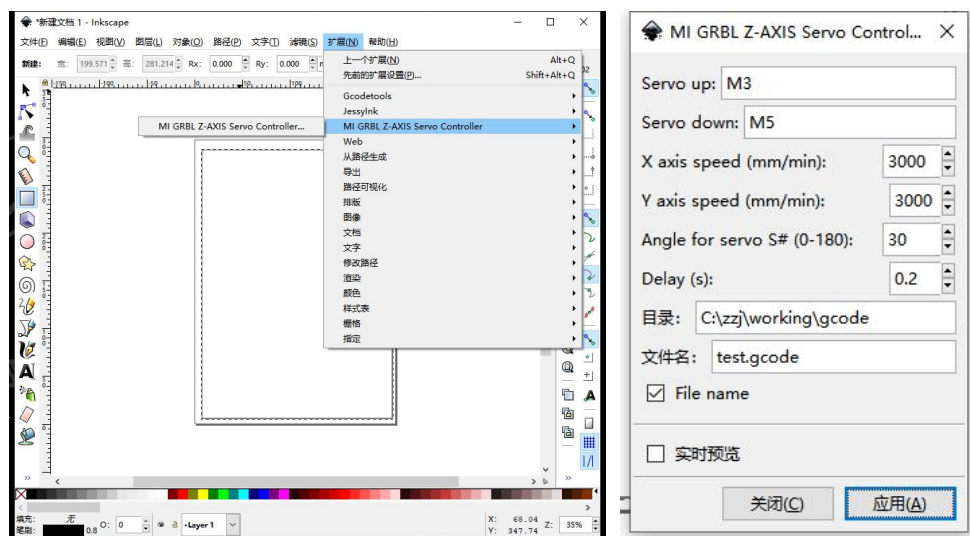 *新建文档 1 - Inkscape
文件(F) 编辑(E) 视图(V) 图层(L) 对象(O) 路径(P) 文字(T) 滤镜(S) 扩展(N) 帮助(H)
新建: 宽: 199.571 高: 281.214 Rx: 0.000 Ry: 0.000
上一个扩展(N) Alt+Q
先前的扩展设置(P)... Shift+Alt+Q
Gcodetools
JessyInk
MI GRBL Z-AXIS Servo Controller... MI GRBL Z-AXIS Servo Controller
Web
从路径生成
导出
路径可视化
排版
图像
文档
文字
修改路径
渲染
颜色
样式表
栅格
指定
填充: 无
笔刷: 0.8 O: 0 -Layer 1 X: 68.04 Y: 347.74 Z: 35%
MI GRBL Z-AXIS Servo Control...
Servo up: M3
Servo down: M5
X axis speed (mm/min): 3000
Y axis speed (mm/min): 3000
Angle for servo S# (0-180): 30
Delay (s): 0.2
目录: C:\zzj\working\gcode
文件名: test.gcode
File name
实时预览
关闭(C) 应用(A)